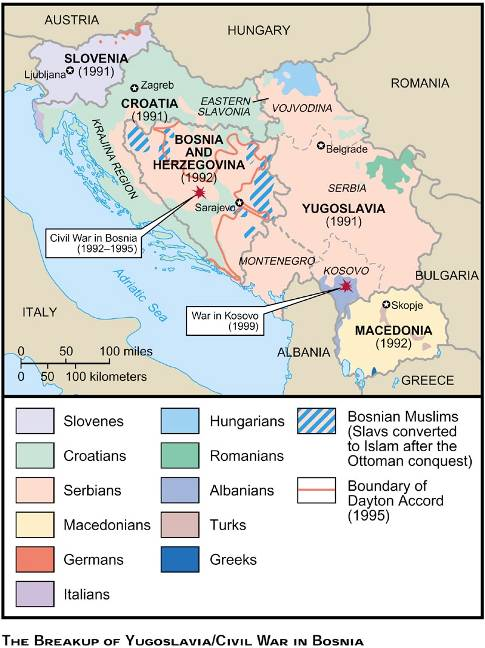 AUSTRIA
HUNGARY
SLOVENIA
(1991)
Ljubljana
Zagreb
ROMANIA
CROATIA
(1991)
EASTERN
SLAVONIA
VOJVODINA
KRAJINA REGION
BOSNIA
AND
HERZEGOVINA
(1992)
Belgrade
SERBIA
Sarajevo
YUGOSLAVIA
(1991)
Civil War in Bosnia
(1992–1995)
MONTENEGRO
KOSOVO
BULGARIA
Adriatic Sea
ITALY
War in Kosovo
(1999)
Skopje
MACEDONIA
(1992)
ALBANIA
GREECE
0 50 100 miles
0 50 100 kilometers
Slovenes
Croatians
Serbians
Macedonians
Germans
Italians
Hungarians
Romanians
Albanians
Turks
Greeks
Bosnian Muslims
(Slavs converted
to Islam after the
Ottoman conquest)
Boundary of
Dayton Accord
(1995)
THE BREAKUP OF YUGOSLAVIA/CIVIL WAR IN BOSNIA